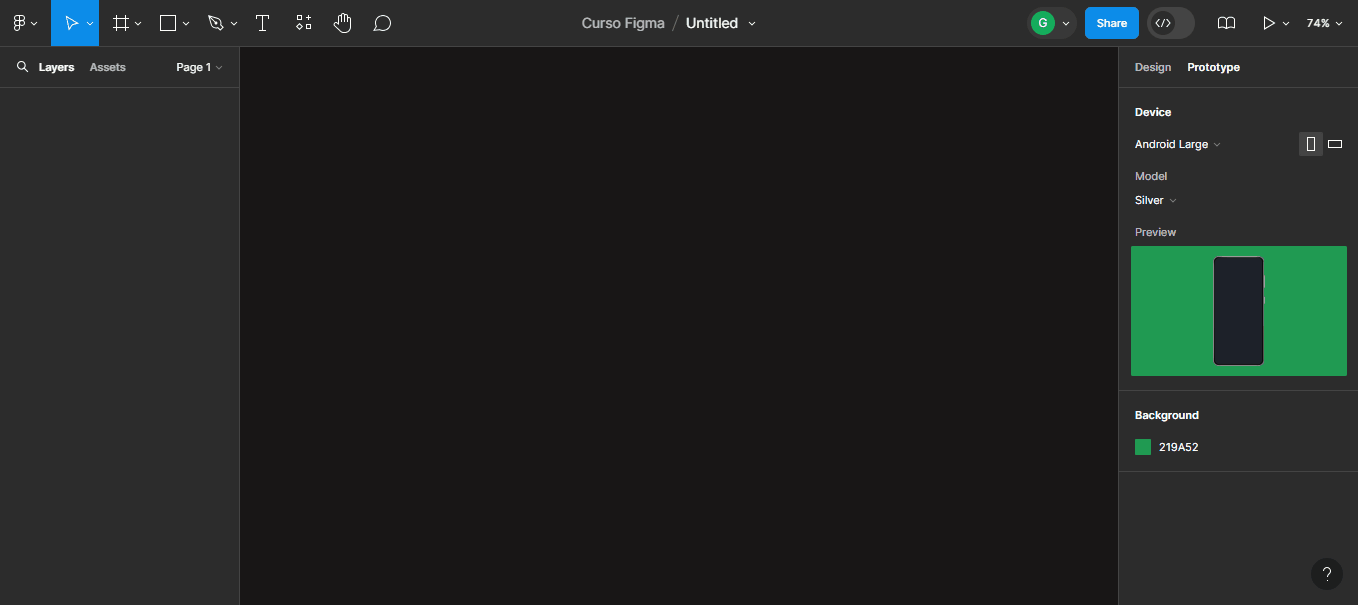 Curso Figma / Untitled
G
Share
74%
Layers Assets Page 1
Design Prototype
Device
Android Large
Model
Silver
Preview
Background
219A52
?